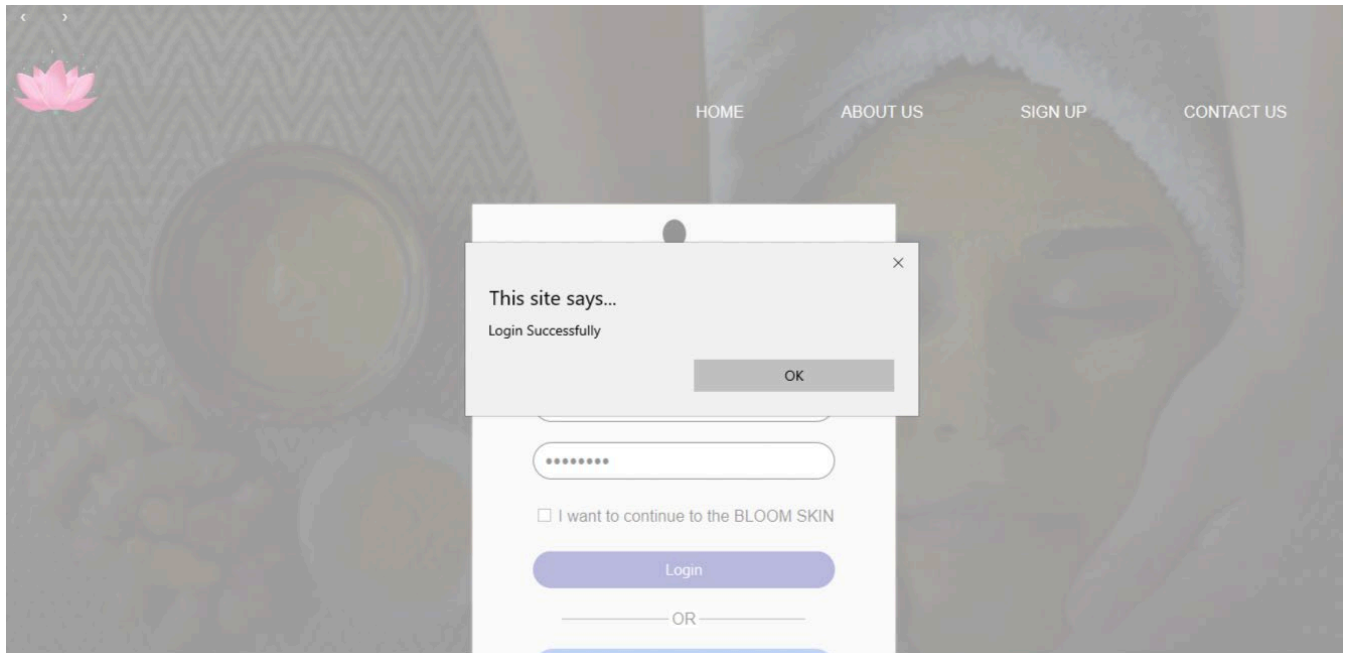 HOME ABOUT US SIGN UP CONTACT US
This site says...
Login Successfully
OK
I want to continue to the BLOOM SKIN
Login
OR